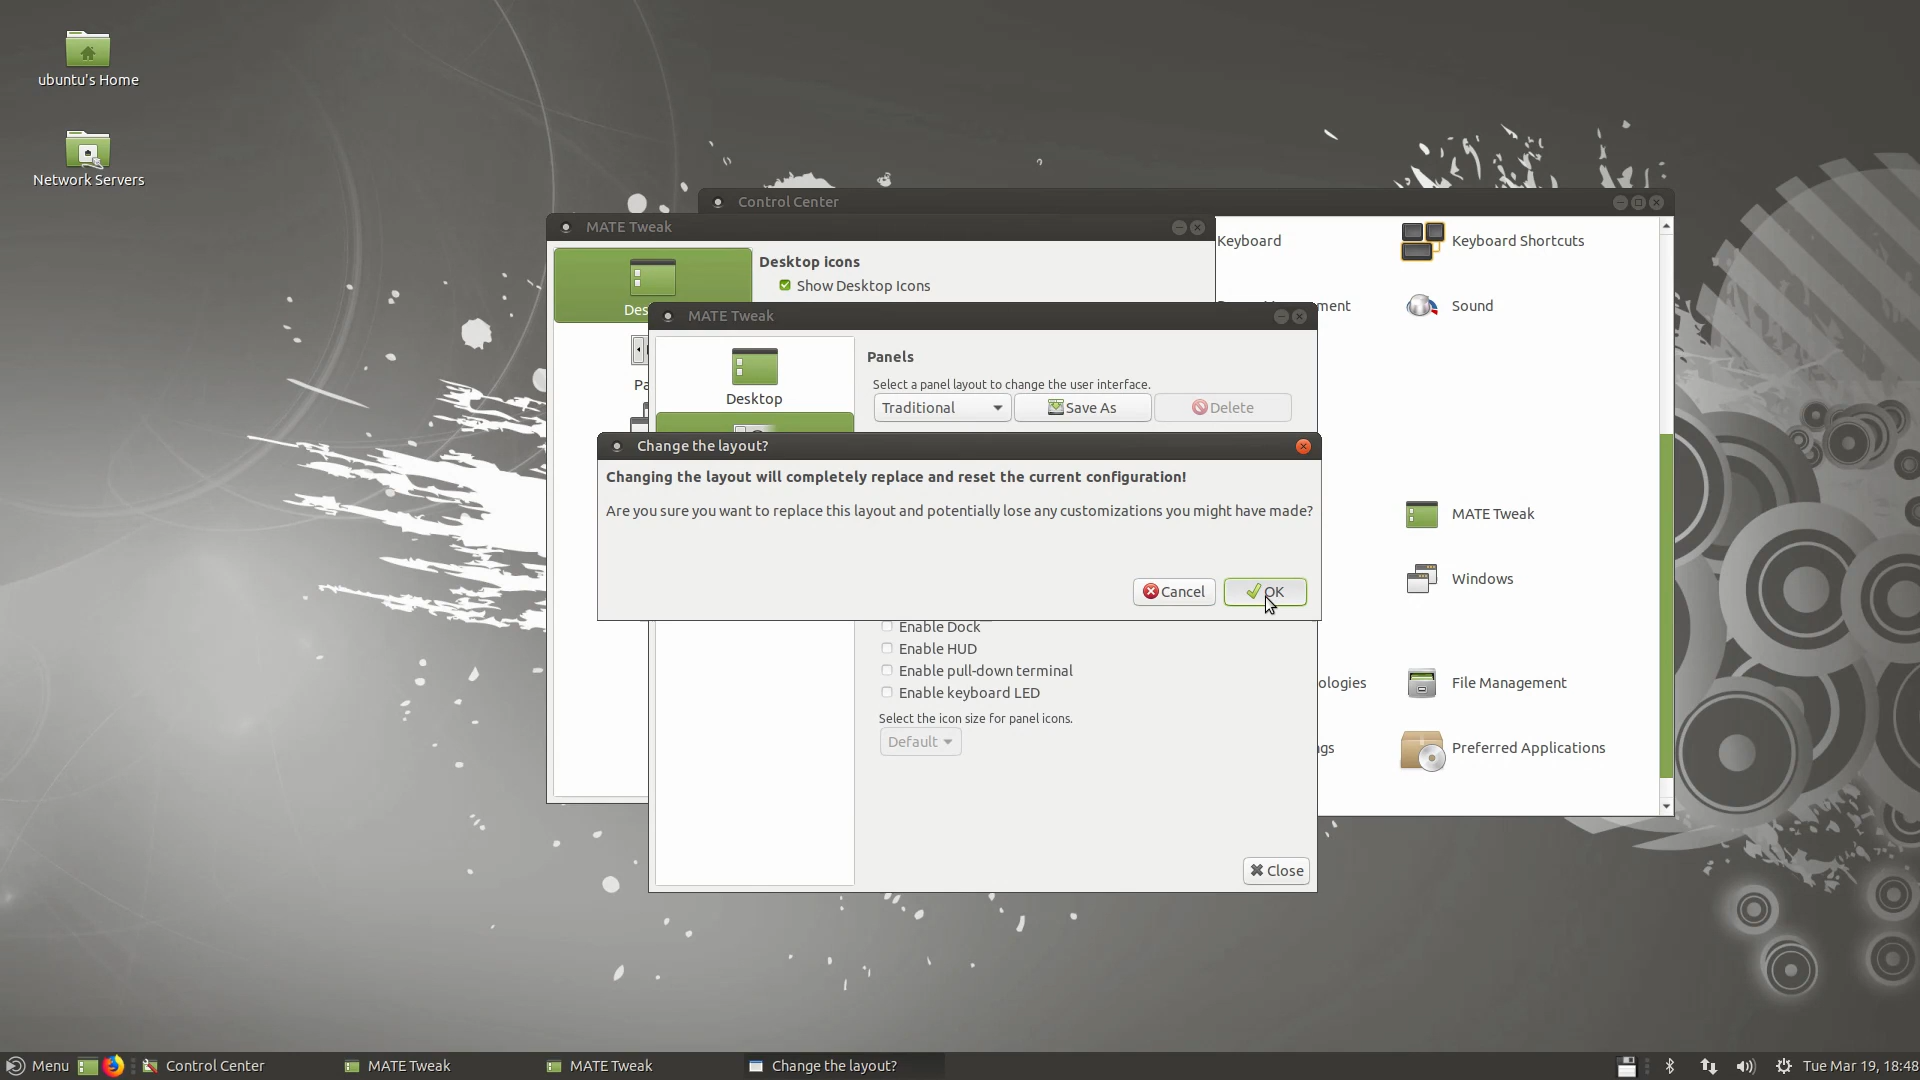 ubuntu's Home
Network Servers
Control Center
MATE Tweak
Desktop icons
Show Desktop Icons
Keyboard
Keyboard Shortcuts
Sound
MATE Tweak
Panels
Desktop
Select a panel layout to change the user interface.
Traditional
Save As
Delete
Change the layout?
Changing the layout will completely replace and reset the current configuration!
Are you sure you want to replace this layout and potentially lose any customizations you might have made?
Cancel
OK
MATE Tweak
Windows
Enable Dock
Enable HUD
Enable pull-down terminal
Enable keyboard LED
Select the icon size for panel icons.
Default
ologies
File Management
ngs
Preferred Applications
Close
Menu
Control Center
MATE Tweak
MATE Tweak
Change the layout?
Tue Mar 19, 18:48